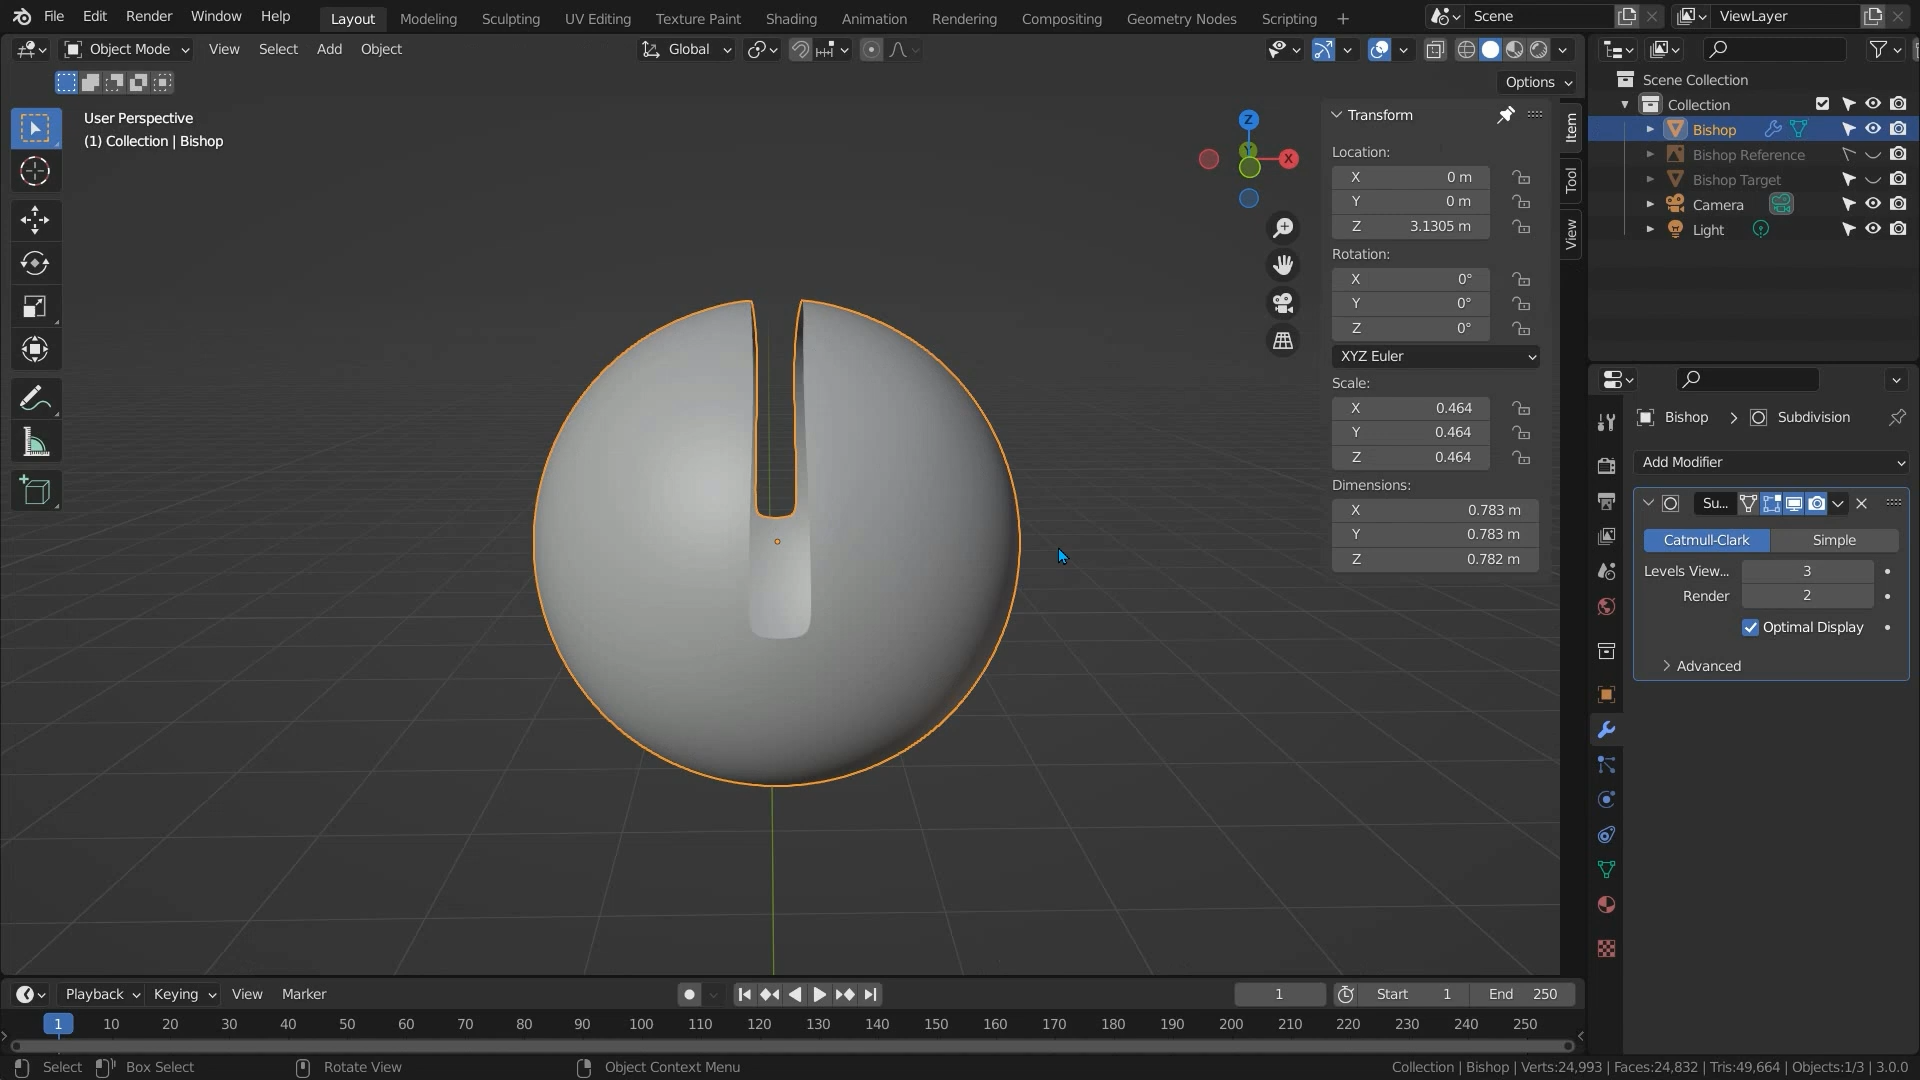 File Edit Render Window Help Layout Modeling Sculpting UV Editing Texture Paint Shading Animation Rendering Compositing Geometry Nodes Scripting + Scene ViewLayer
Object Mode View Select Add Object Global
Options
User Perspective
(1) Collection | Bishop
Z
X
Transform
Location:
X 0 m
Y 0 m
Z 3.1305 m
Rotation:
X 0°
Y 0°
Z 0°
XYZ Euler
Scale:
X 0.464
Y 0.464
Z 0.464
Dimensions:
X 0.783 m
Y 0.783 m
Z 0.782 m
Item
Tool
View
Scene Collection
Collection
Bishop
Bishop Reference
Bishop Target
Camera
Light
Bishop > Subdivision
Add Modifier
Su...
Catmull-Clark Simple
Levels View... 3
Render 2
Optimal Display
Advanced
Playback Keying View Marker 1 Start 1 End 250
1 10 20 30 40 50 60 70 80 90 100 110 120 130 140 150 160 170 180 190 200 210 220 230 240 250
Select Box Select Rotate View Object Context Menu Collection | Bishop | Verts:24,993 | Faces:24,832 | Tris:49,664 | Objects:1/3 | 3.0.0